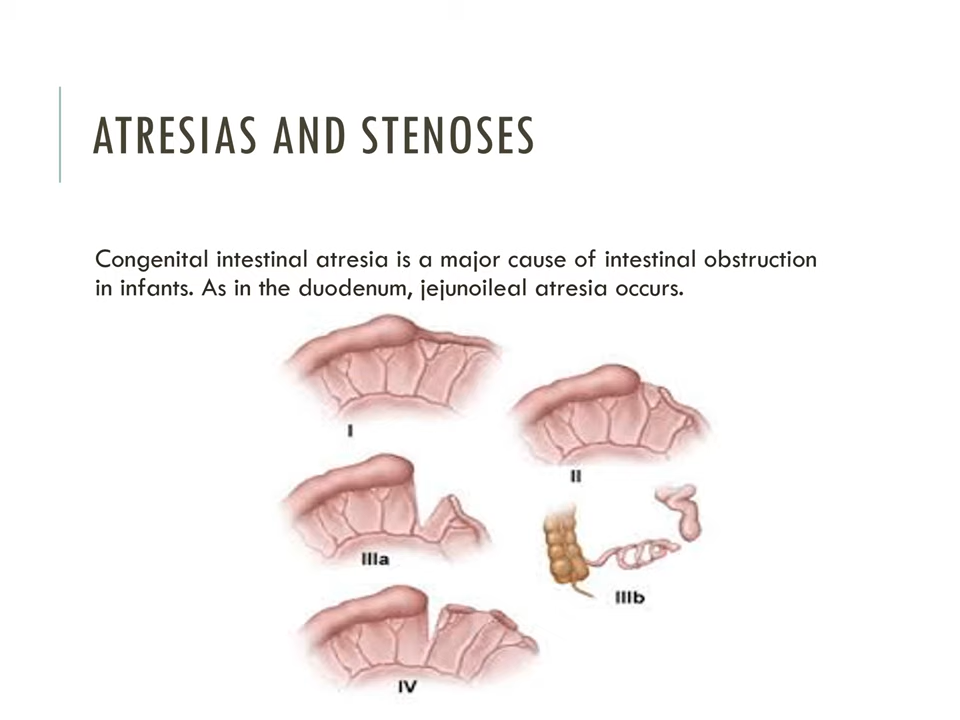 ATRESIAS AND STENOSES
Congenital intestinal atresia is a major cause of intestinal obstruction
in infants. As in the duodenum, jejunoileal atresia occurs.
I
II
IIIa
IIIb
IV